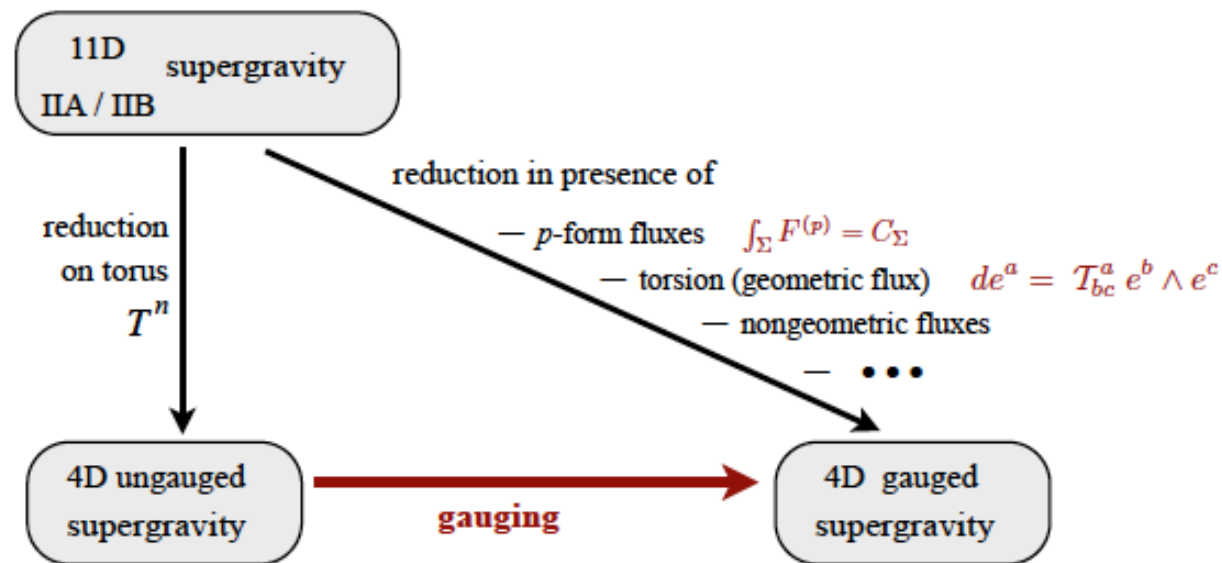 11D
supergravity
IIA / IIB
reduction in presence of
reduction
on torus
Tⁿ
– p-form fluxes ∫_Σ F^(p) = C_Σ
– torsion (geometric flux) de^a = T^a_bc e^b ∧ e^c
– nongeometric fluxes
– •••
4D ungauged
supergravity
gauging
4D gauged
supergravity